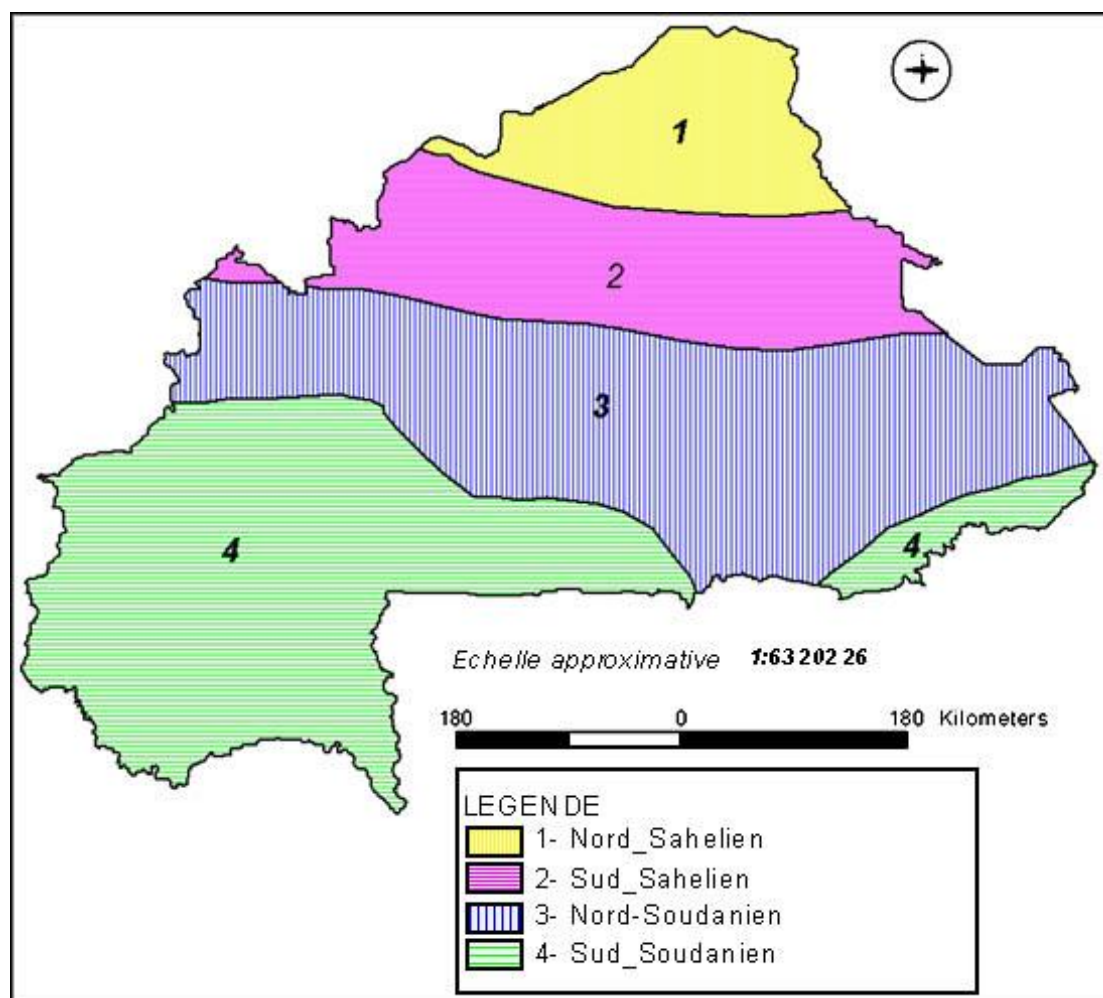 1
2
3
4
4
Echelle approximative 1:63 202 26
180 0 180 Kilometers
LEGENDE
1- Nord_Sahelien
2- Sud_Sahelien
3- Nord-Soudanien
4- Sud_Soudanien